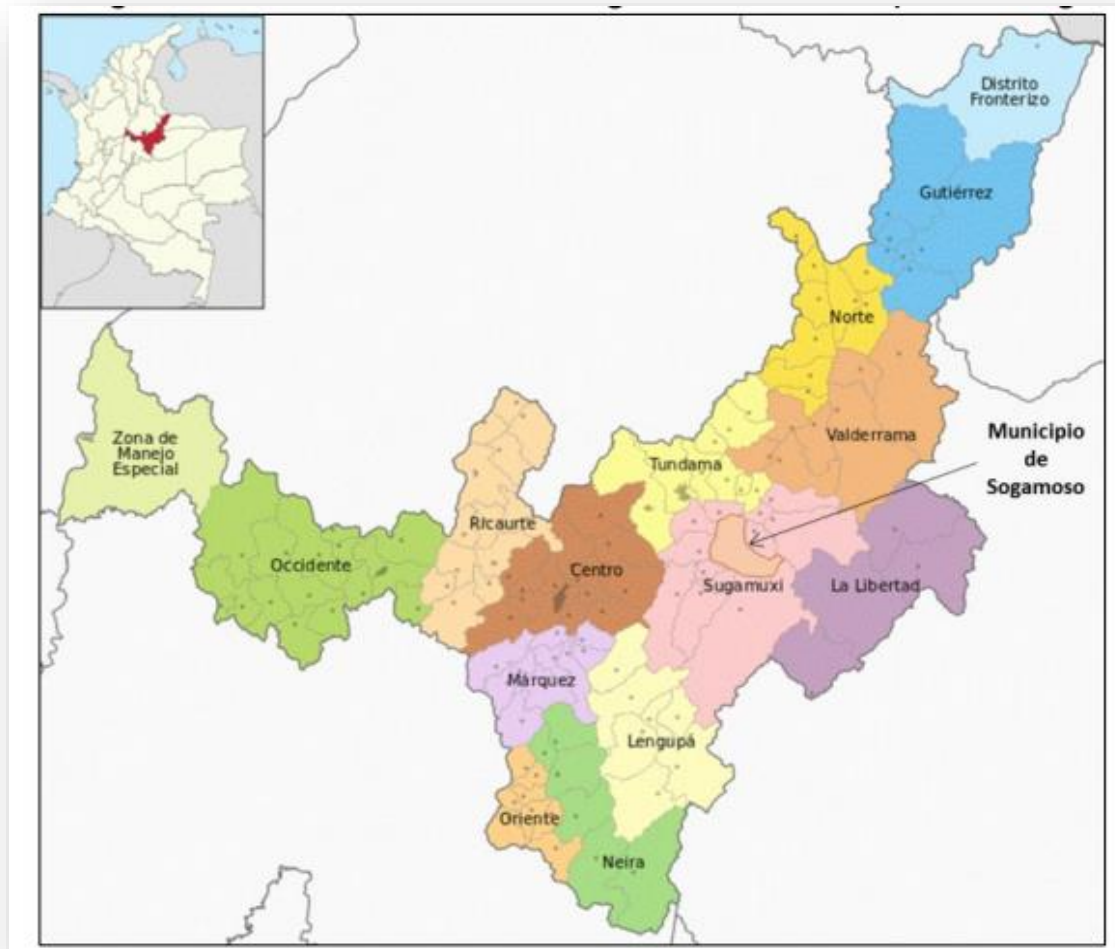 Distrito
Fronterizo
Gutiérrez
Norte
Valderrama
Municipio
de
Sogamoso
Zona de
Manejo
Especial
Tundama
Ricaurte
Occidente
Centro
Sugamuxi
La Libertad
Márquez
Lengupá
Oriente
Neira